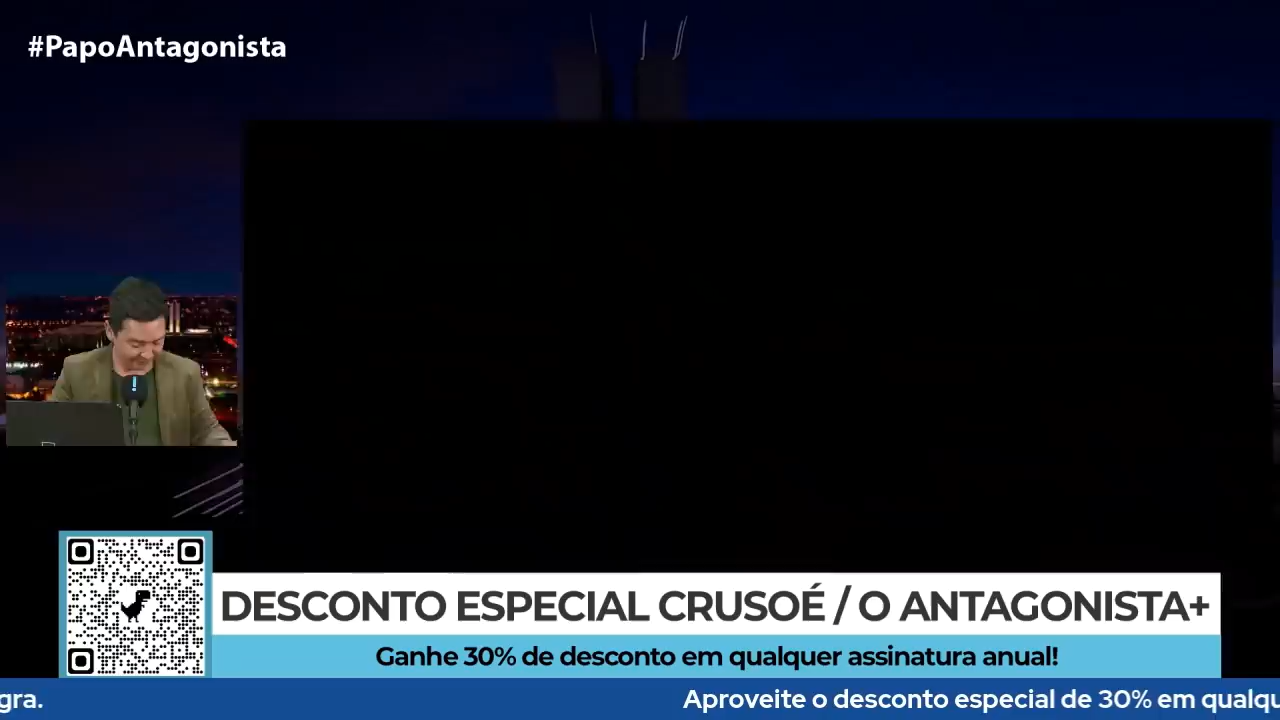 #PapoAntagonista
DESCONTO ESPECIAL CRUSOÉ / O ANTAGONISTA+
Ganhe 30% de desconto em qualquer assinatura anual!
gra. Aproveite o desconto especial de 30% em qualqu